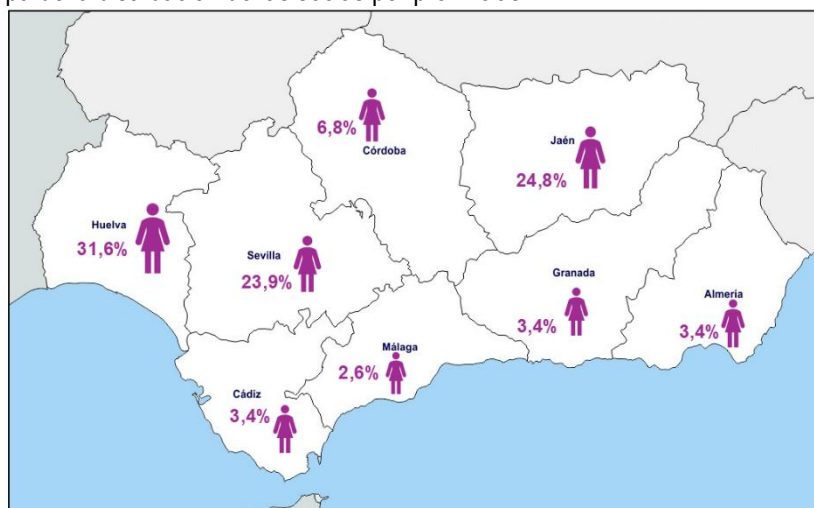 6,8%
Córdoba
Jaén
24,8%
Huelva
31,6%
Sevilla
23,9%
Granada
3,4%
Almería
3,4%
Málaga
2,6%
Cádiz
3,4%